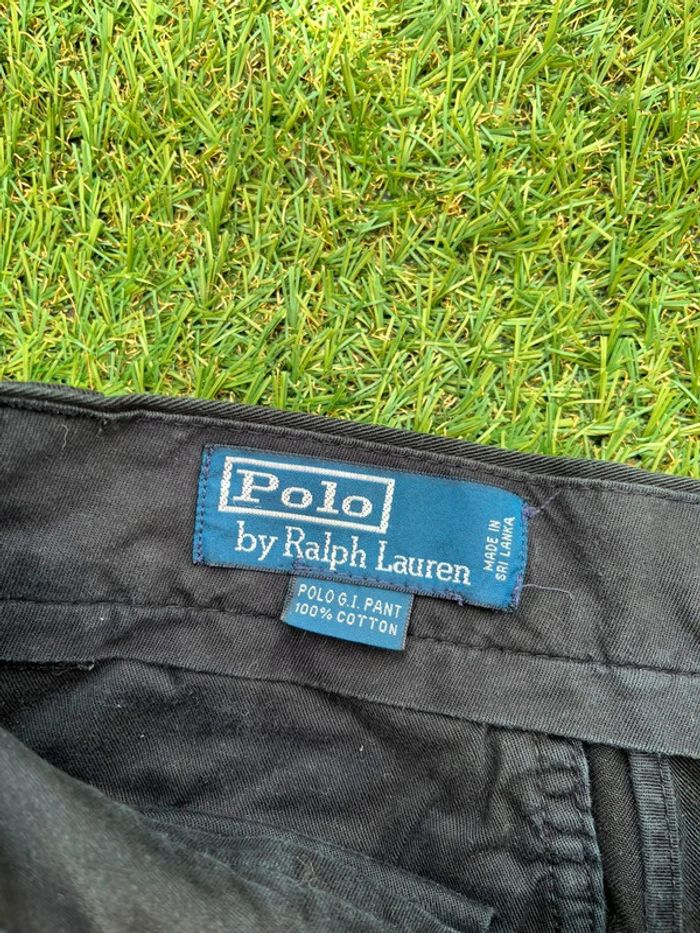 Polo
by Ralph Lauren
MADE IN
SRI LANKA
POLO G.I. PANT
100% COTTON